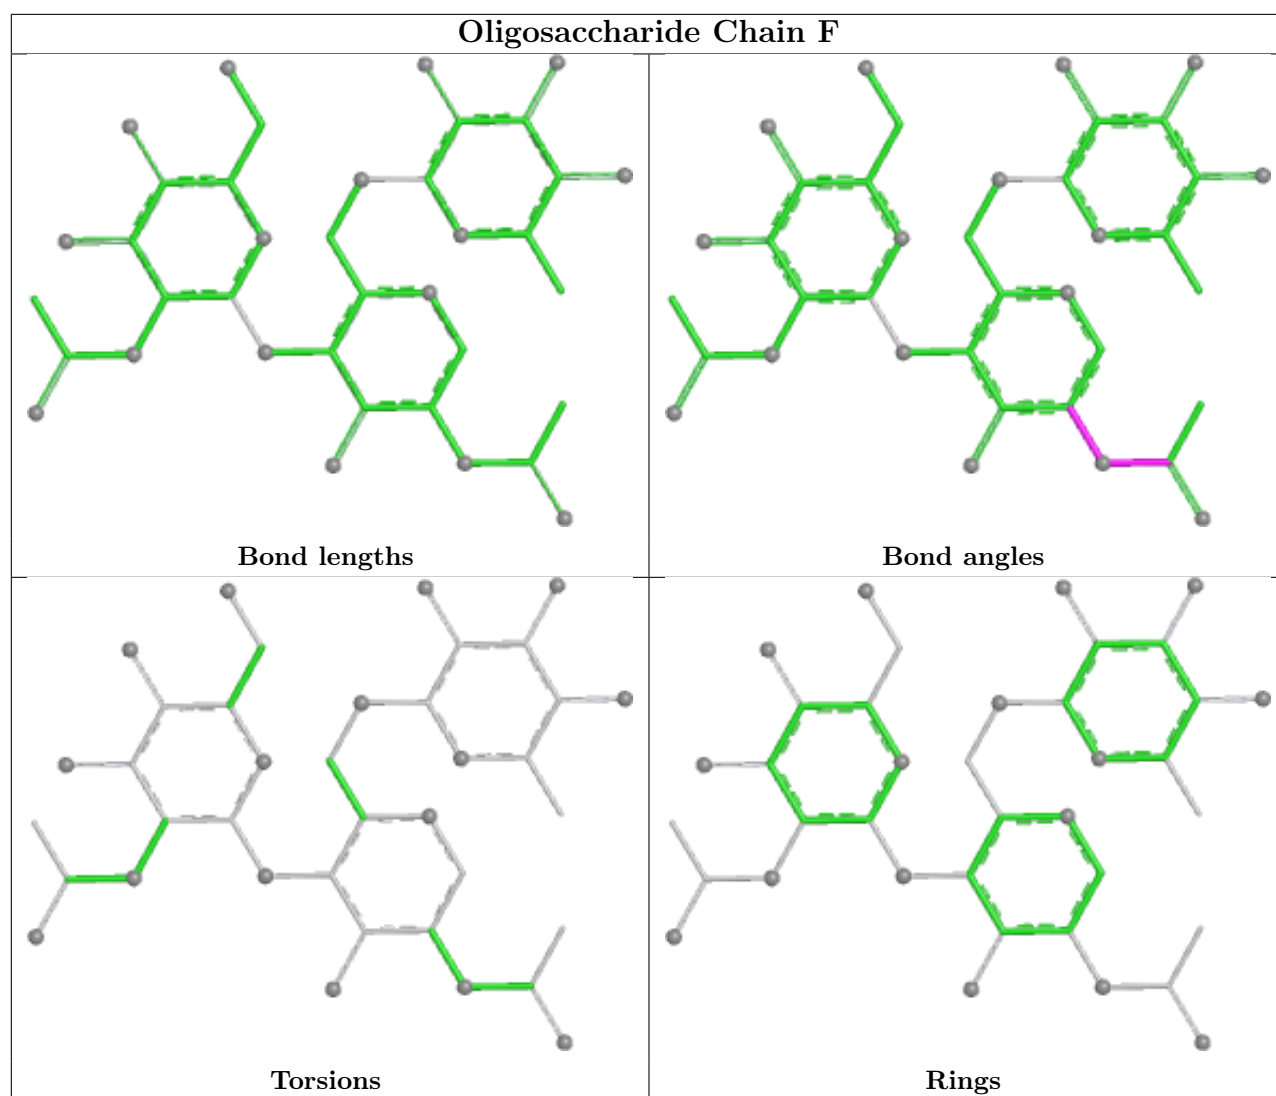 Oligosaccharide Chain F
Bond lengths
Bond angles
Torsions
Rings